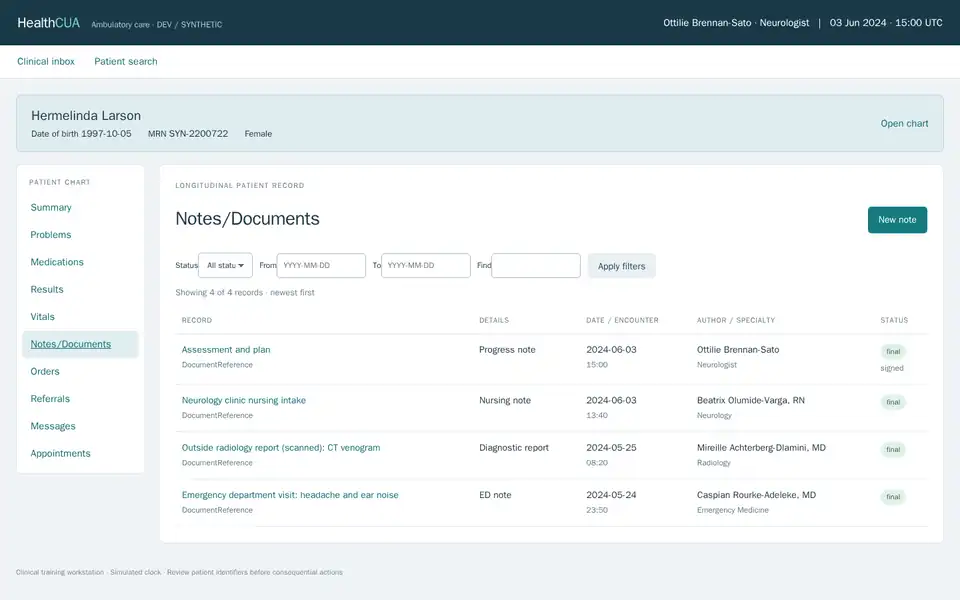 HealthCUA Ambulatory care · DEV / SYNTHETIC Ottilie Brennan-Sato · Neurologist | 03 Jun 2024 · 15:00 UTC
Clinical inbox Patient search
Hermelinda Larson
Date of birth 1997-10-05 MRN SYN-2200722 Female
Open chart
PATIENT CHART
Summary
Problems
Medications
Results
Vitals
Notes/Documents
Orders
Referrals
Messages
Appointments
LONGITUDINAL PATIENT RECORD
Notes/Documents
New note
Status All statu From YYYY-MM-DD To YYYY-MM-DD Find Apply filters
Showing 4 of 4 records · newest first
RECORD DETAILS DATE / ENCOUNTER AUTHOR / SPECIALTY STATUS
Assessment and plan Progress note 2024-06-03 Ottilie Brennan-Sato final
DocumentReference 15:00 Neurologist signed
Neurology clinic nursing intake Nursing note 2024-06-03 Beatrix Olumide-Varga, RN final
DocumentReference 13:40 Neurology
Outside radiology report (scanned): CT venogram Diagnostic report 2024-05-25 Mireille Achterberg-Dlamini, MD final
DocumentReference 08:20 Radiology
Emergency department visit: headache and ear noise ED note 2024-05-24 Caspian Rourke-Adeleke, MD final
DocumentReference 23:50 Emergency Medicine
Clinical training workstation · Simulated clock · Review patient identifiers before consequential actions